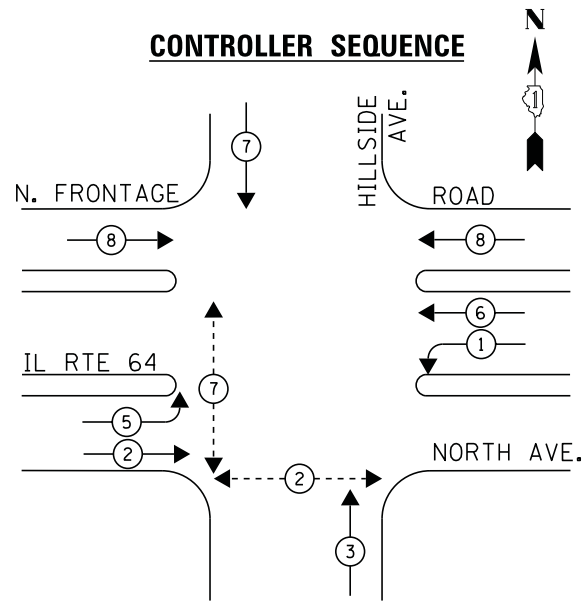 CONTROLLER SEQUENCE
N
1
HILLSIDE
AVE.
7
N. FRONTAGE
ROAD
8
8
6
1
IL RTE 64
7
5
2
NORTH AVE.
2
3